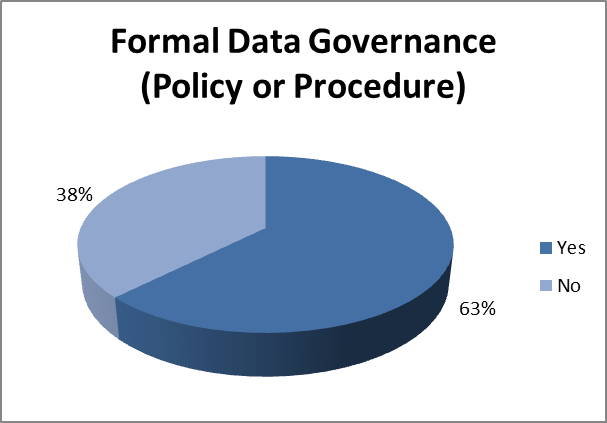 Formal Data Governance
(Policy or Procedure)
38%
Yes
No
63%